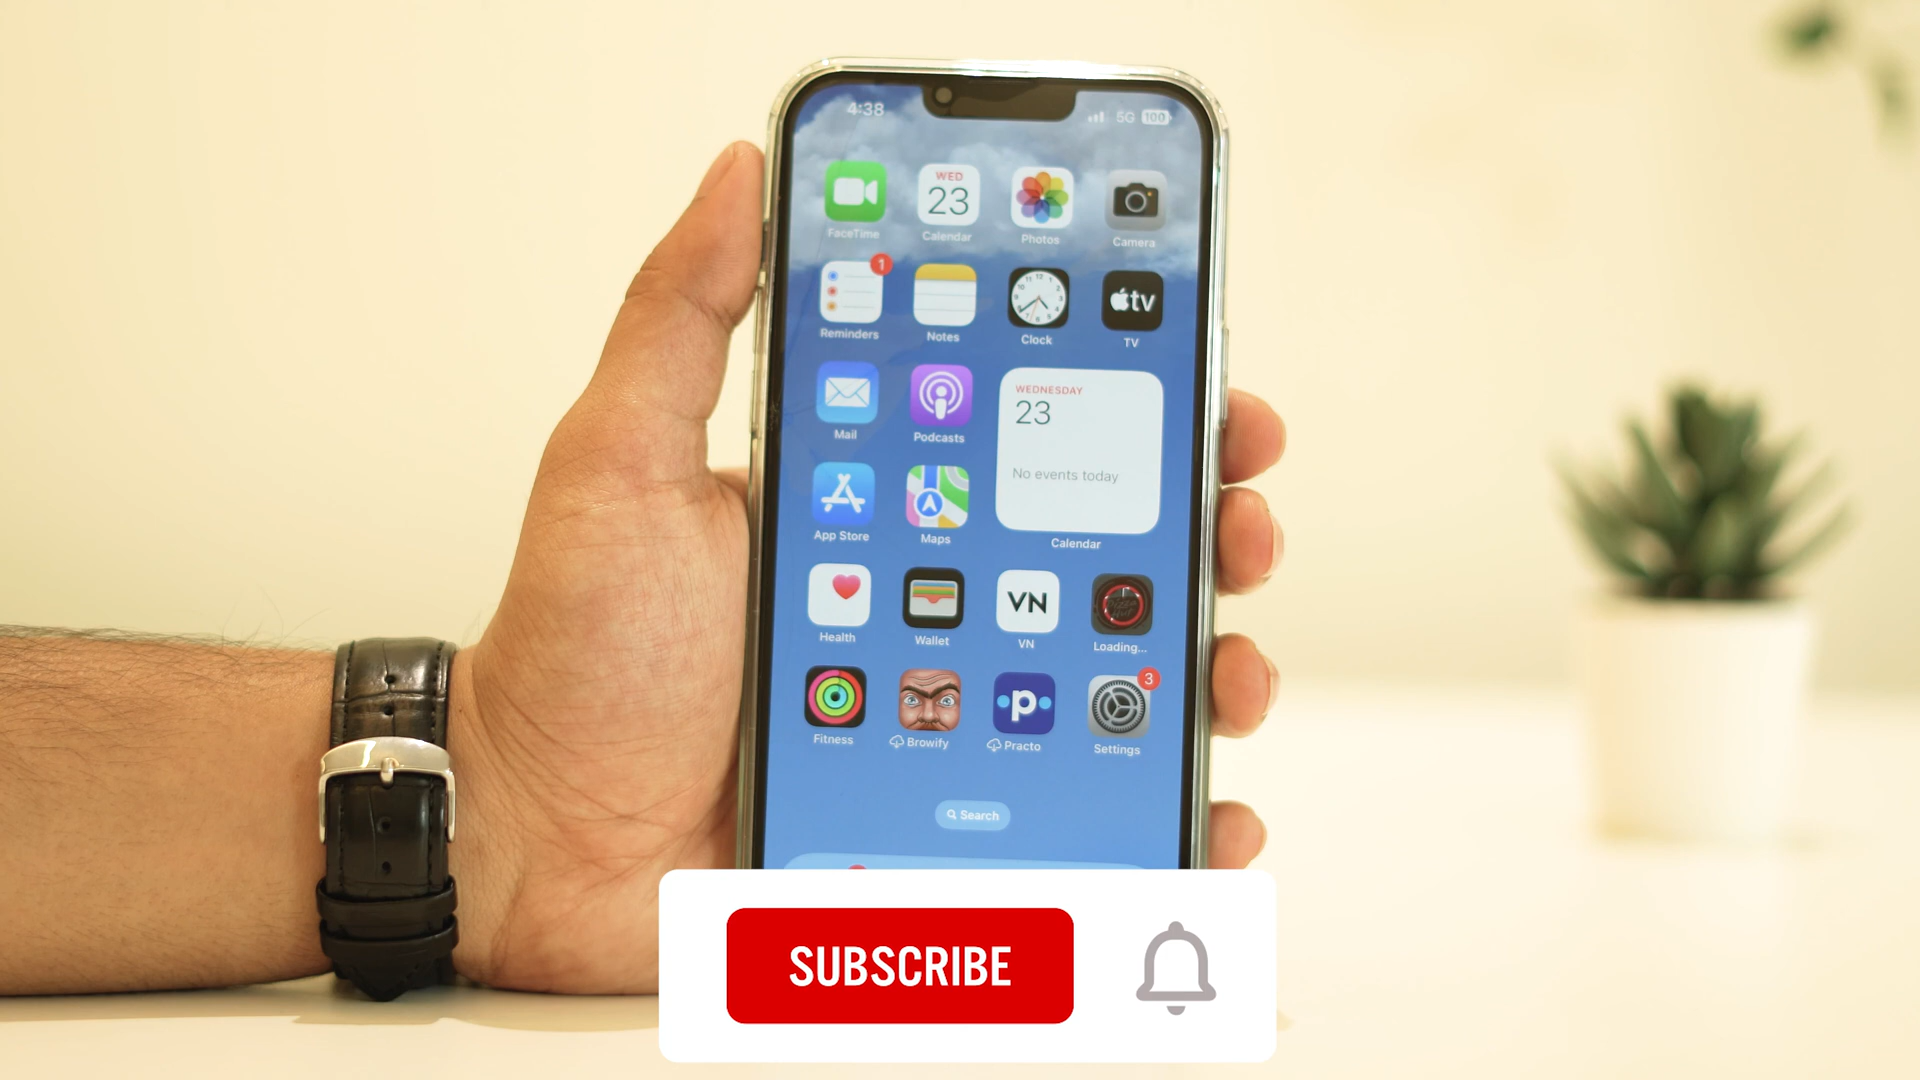 4:38
5G 100
WED
23
FaceTime Calendar Photos Camera
1
tv
Reminders Notes Clock TV
WEDNESDAY
23
No events today
Mail Podcasts
App Store Maps Calendar
VN
Health Wallet VN Loading...
3
p
Fitness Browify Practo Settings
Search
SUBSCRIBE